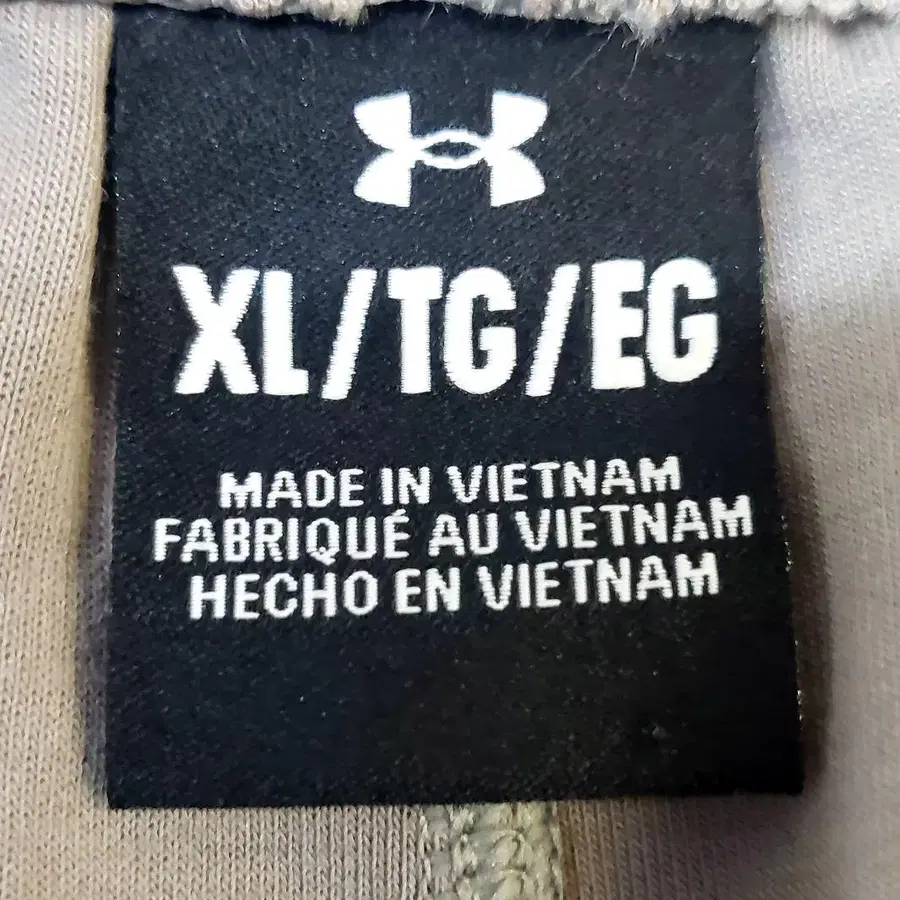 XL/TG/EG
MADE IN VIETNAM
FABRIQUÉ AU VIETNAM
HECHO EN VIETNAM